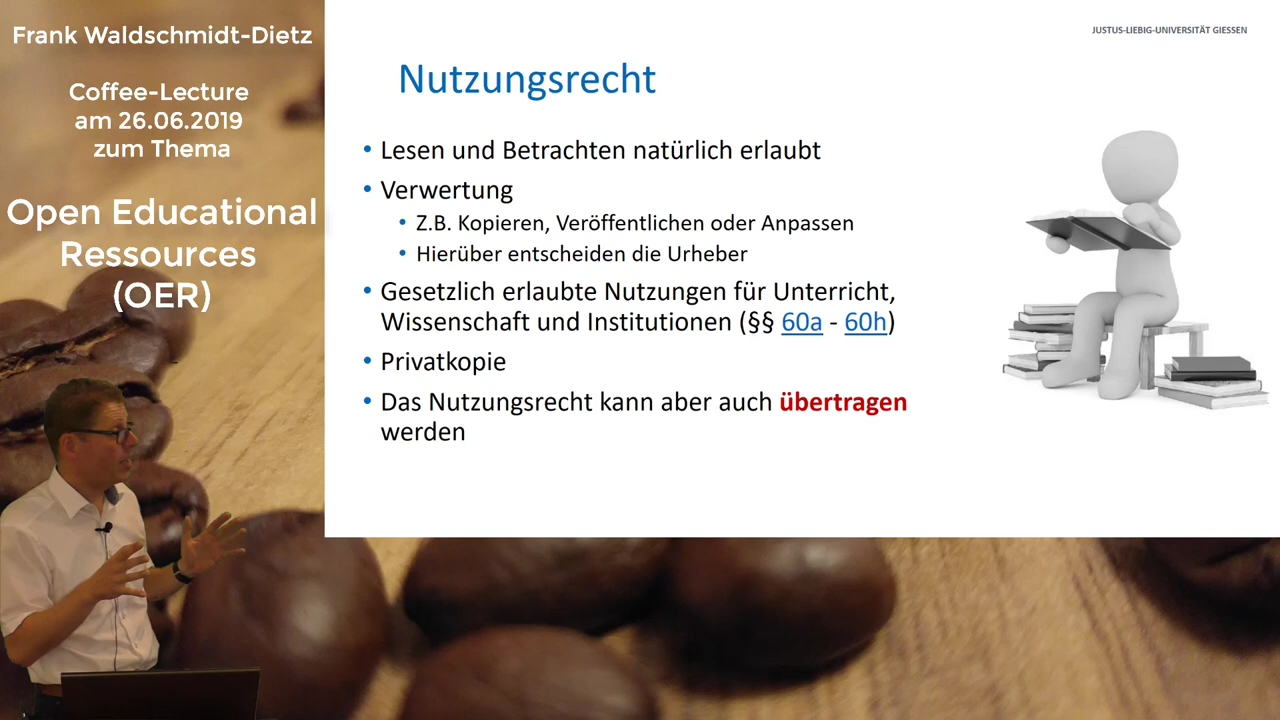 Frank Waldschmidt-Dietz
Coffee-Lecture
am 26.06.2019
zum Thema
Open Educational
Ressources
(OER)
JUSTUS-LIEBIG-UNIVERSITÄT GIESSEN
Nutzungsrecht
• Lesen und Betrachten natürlich erlaubt
• Verwertung
• Z.B. Kopieren, Veröffentlichen oder Anpassen
• Hierüber entscheiden die Urheber
• Gesetzlich erlaubte Nutzungen für Unterricht,
Wissenschaft und Institutionen (§§ 60a - 60h)
• Privatkopie
• Das Nutzungsrecht kann aber auch übertragen
werden